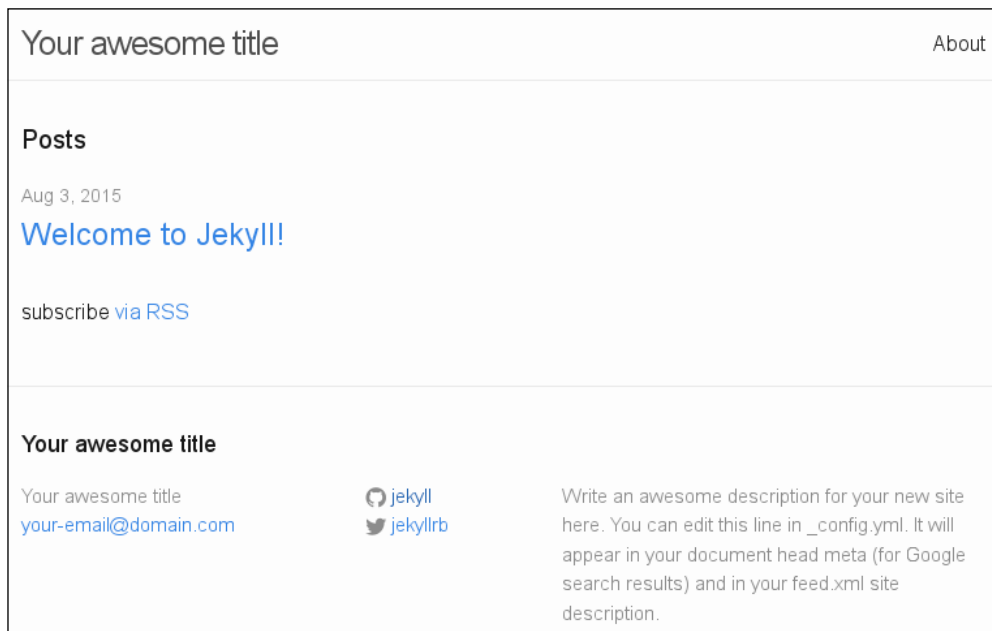 Your awesome title
About
Posts
Aug 3, 2015
Welcome to Jekyll!
subscribe via RSS
Your awesome title
Your awesome title
your-email@domain.com
jekyll
jekyllrb
Write an awesome description for your new site
here. You can edit this line in _config.yml. It will
appear in your document head meta (for Google
search results) and in your feed.xml site
description.